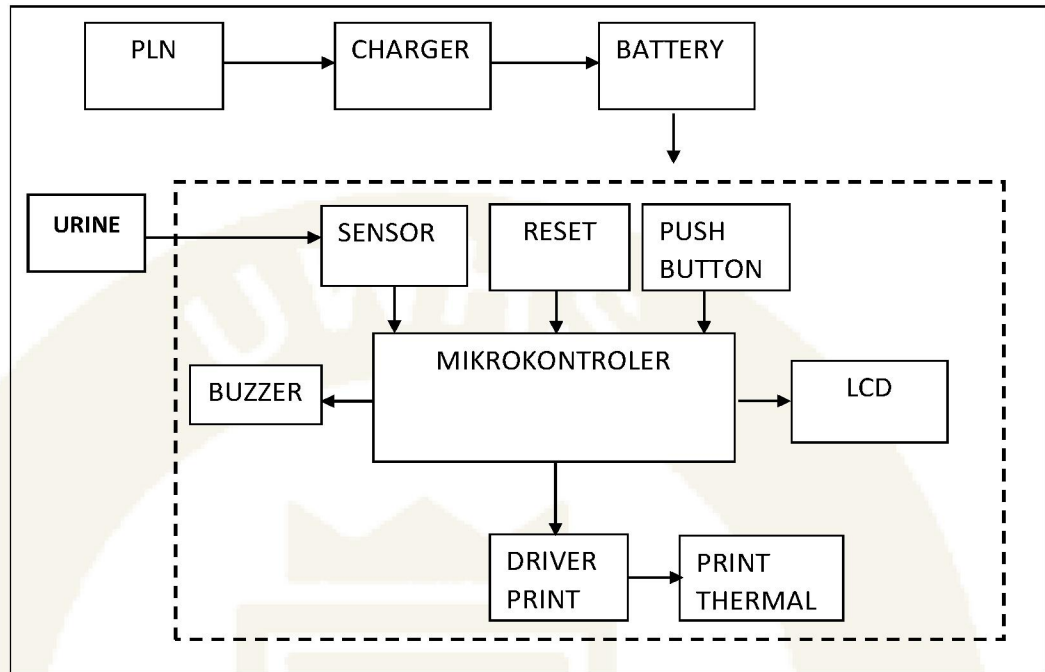 PLN
CHARGER
BATTERY
URINE
SENSOR
RESET
PUSH
BUTTON
MIKROKONTROLER
BUZZER
LCD
DRIVER
PRINT
PRINT
THERMAL